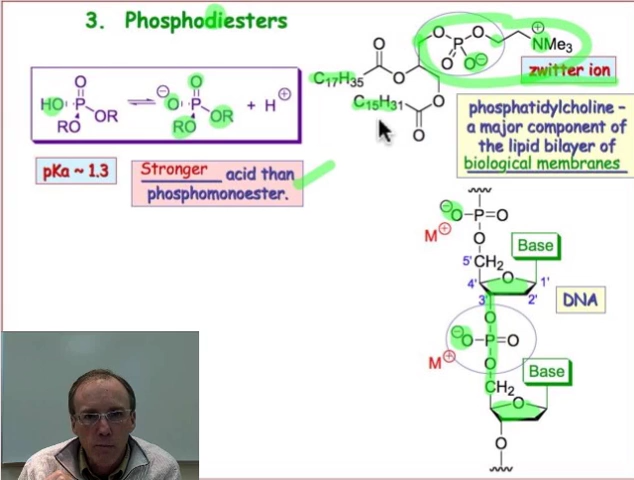 3. Phosphodiesters
HO
O
P
OR
RO
⇌
⊖
O
O
P
OR
RO
+ H⊕
pKa ~ 1.3
Stronger acid than
phosphomonoester.
C17H35
O
O
C15H31
O
O
O
P
O
O
O⊖
⊕
NMe3
zwitter ion
phosphatidylcholine –
a major component of
the lipid bilayer of
biological membranes
⊖
O–P=O
M⊕
O
5' CH2
Base
4'
O
1'
3'
2'
DNA
O
⊖
O–P=O
M⊕
O
CH2
Base
O
O